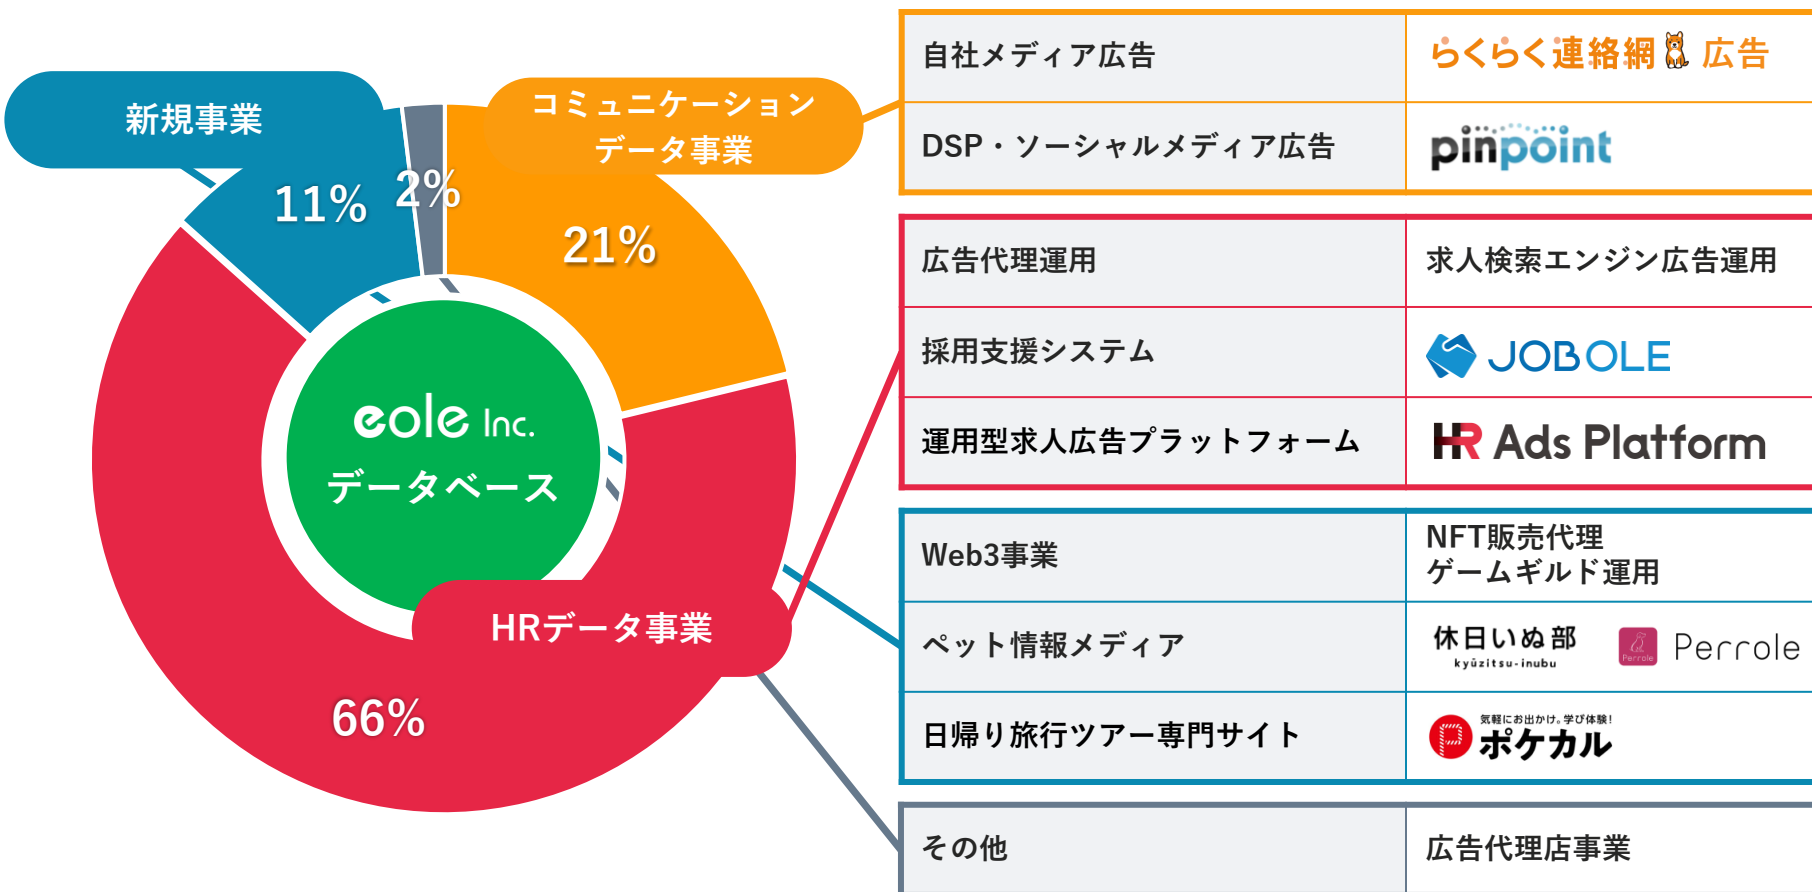 新規事業
コミュニケーション
データ事業
11%
2%
21%
eole Inc.
データベース
HRデータ事業
66%
自社メディア広告
らくらく連絡網 広告
DSP・ソーシャルメディア広告
pinpoint
広告代理運用
求人検索エンジン広告運用
採用支援システム
JOBOLE
運用型求人広告プラットフォーム
HR Ads Platform
Web3事業
NFT販売代理
ゲームギルド運用
ペット情報メディア
休日いぬ部
kyūzitsu-inubu
Perrole
Perrole
日帰り旅行ツアー専門サイト
気軽にお出かけ。学び体験!
ポケカル
その他
広告代理店事業